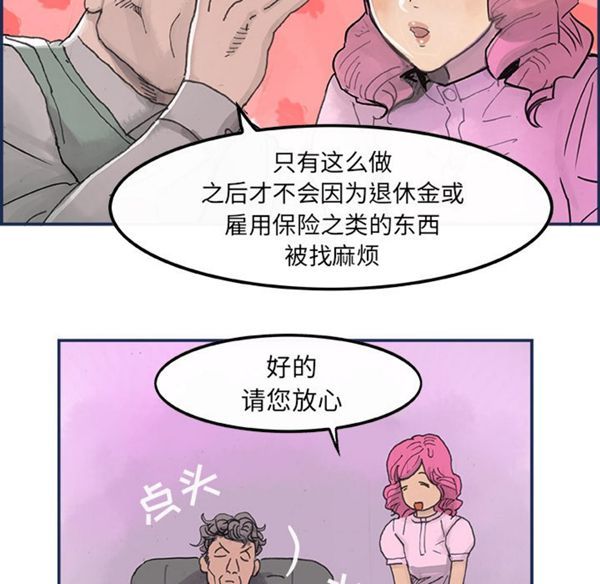 只有这么做
之后才不会因为退休金或
雇用保险之类的东西
被找麻烦
好的
请您放心
点头